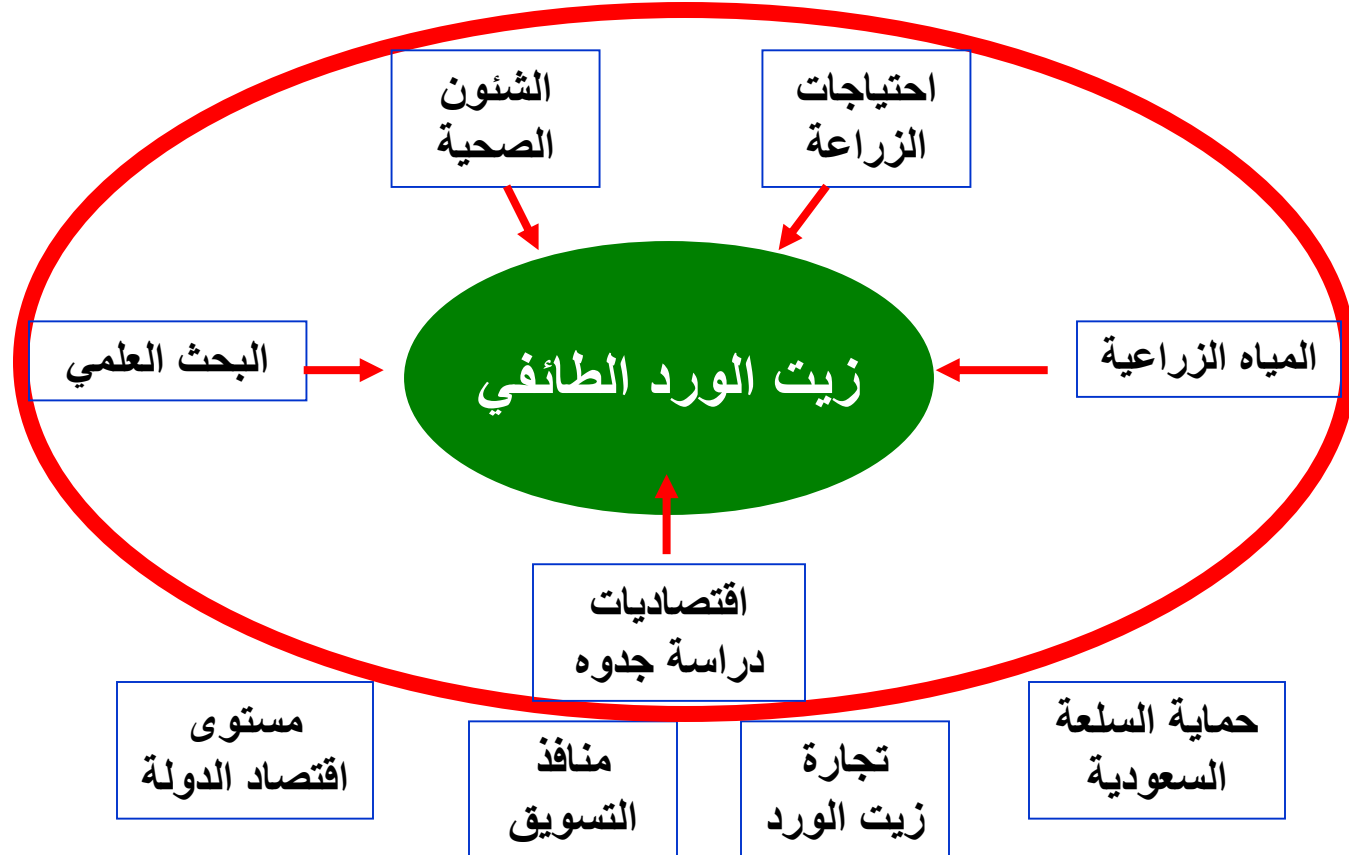 احتياجات
الزراعة
الشئون
الصحية
المياه الزراعية
زيت الورد الطائفي
البحث العلمي
اقتصاديات
دراسة جدوه
حماية السلعة
السعودية
تجارة
زيت الورد
منافذ
التسويق
مستوى
اقتصاد الدولة